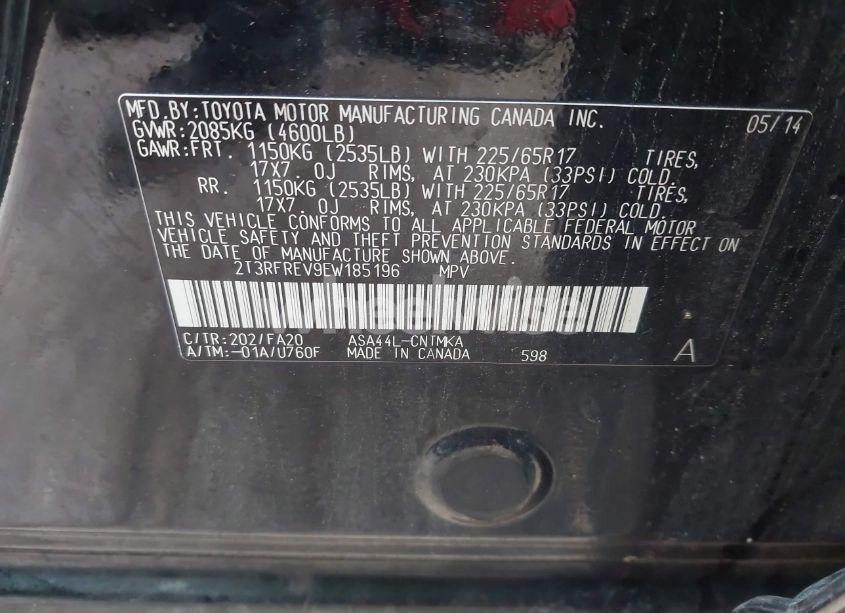 MFD.BY:TOYOTA MOTOR MANUFACTURING CANADA INC. 05/14
GVWR:2085KG (4600LB)
GAWR:FRT. 1150KG (2535LB) WITH 225/65R17 TIRES,
17X7.0J RIMS, AT 230KPA (33PSI) COLD.
RR. 1150KG (2535LB) WITH 225/65R17 TIRES,
17X7.0J RIMS, AT 230KPA (33PSI) COLD.
THIS VEHICLE CONFORMS TO ALL APPLICABLE FEDERAL MOTOR
VEHICLE SAFETY AND THEFT PREVENTION STANDARDS IN EFFECT ON
THE DATE OF MANUFACTURE SHOWN ABOVE.
2T3RFREV9EW185196 MPV
C/TR:202/FA20 ASA44L-CNTMKA
A/TM:-01A/U760F MADE IN CANADA 598 A